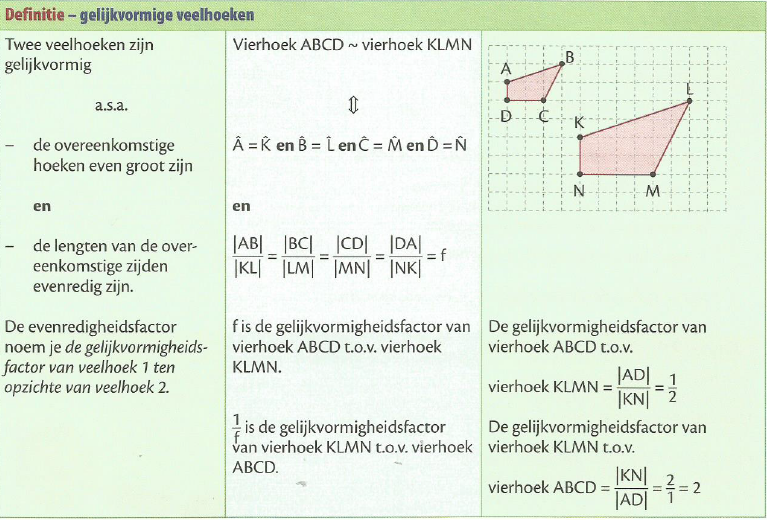 Definitie – gelijkvormige veelhoeken
Twee veelhoeken zijn
gelijkvormig
a.s.a.
– de overeenkomstige
hoeken even groot zijn
en
– de lengten van de over-
eenkomstige zijden
evenredig zijn.
De evenredigheidsfactor
noem je de gelijkvormigheids-
factor van veelhoek 1 ten
opzichte van veelhoek 2.
Vierhoek ABCD ~ vierhoek KLMN
⇕
Â = K̂ en B̂ = L̂ en Ĉ = M̂ en D̂ = N̂
en
|AB|/|KL| = |BC|/|LM| = |CD|/|MN| = |DA|/|NK| = f
f is de gelijkvormigheidsfactor van
vierhoek ABCD t.o.v. vierhoek
KLMN.
1/f is de gelijkvormigheidsfactor
van vierhoek KLMN t.o.v. vierhoek
ABCD.
A
B
D
C
K
L
N
M
De gelijkvormigheidsfactor van
vierhoek ABCD t.o.v.
vierhoek KLMN = |AD|/|KN| = 1/2
De gelijkvormigheidsfactor van
vierhoek KLMN t.o.v.
vierhoek ABCD = |KN|/|AD| = 2/1 = 2